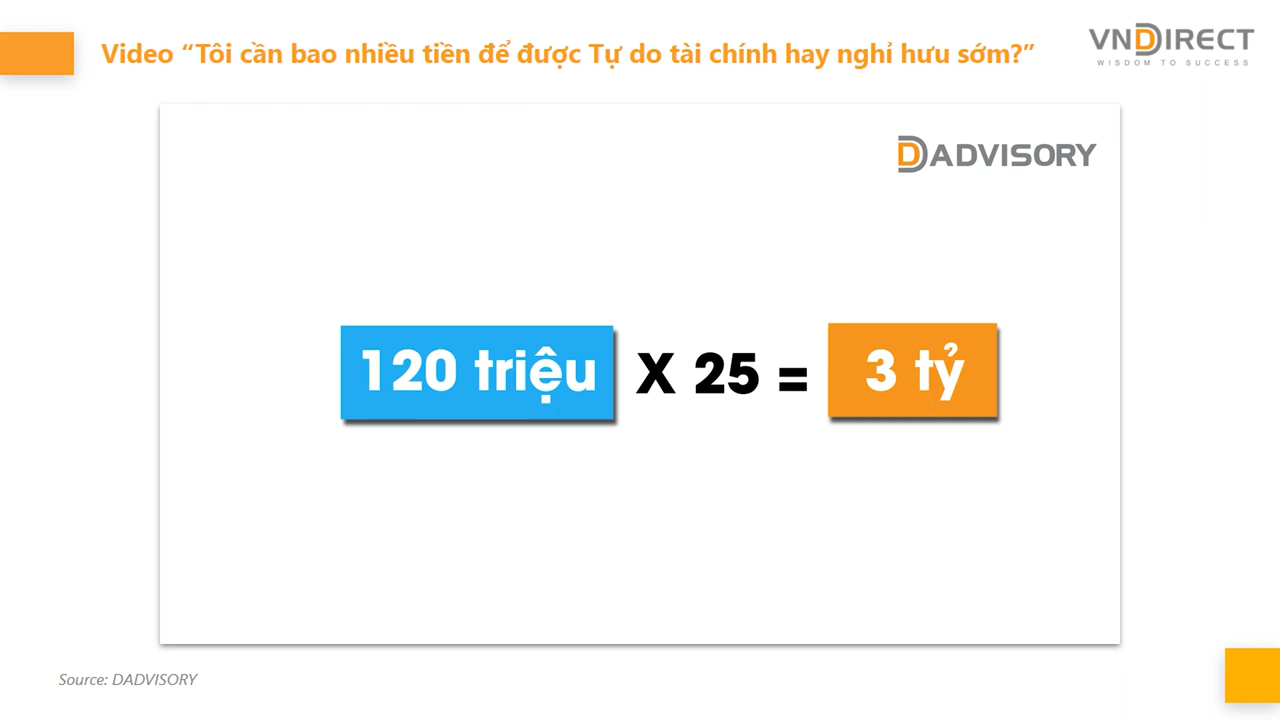 Video “Tôi cần bao nhiều tiền để được Tự do tài chính hay nghỉ hưu sớm?”
VNDIRECT
WISDOM TO SUCCESS
DADVISORY
120 triệu X 25 = 3 tỷ
Source: DADVISORY